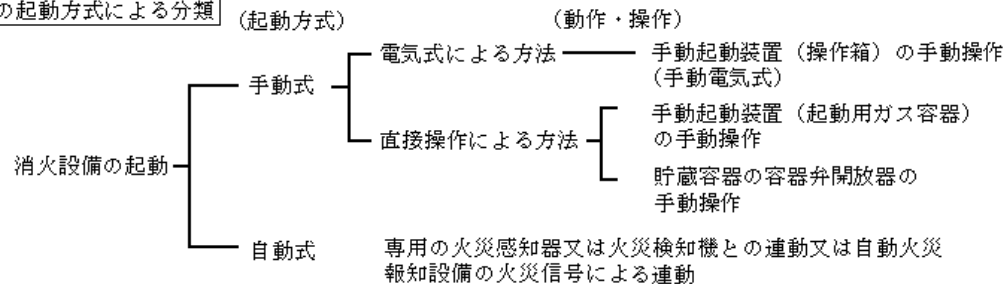 の起動方式による分類
(起動方式)
(動作・操作)
電気式による方法
手動起動装置(操作箱)の手動操作
(手動電気式)
手動式
手動起動装置(起動用ガス容器)
の手動操作
直接操作による方法
消火設備の起動
貯蔵容器の容器弁開放器の
手動操作
自動式
専用の火災感知器又は火災検知機との連動又は自動火災
報知設備の火災信号による連動